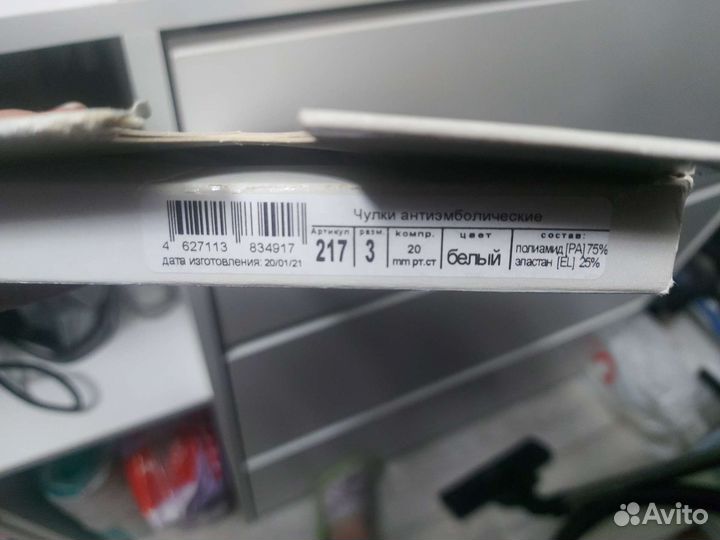 Чулки антиэмболические
4 627113 834917
дата изготовления: 20/01/21
Артикул
217
разм
3
компр.
20
mm рт.ст
цвет
белый
состав:
полиамид [PA] 75%
эластан [EL] 25%
Avito